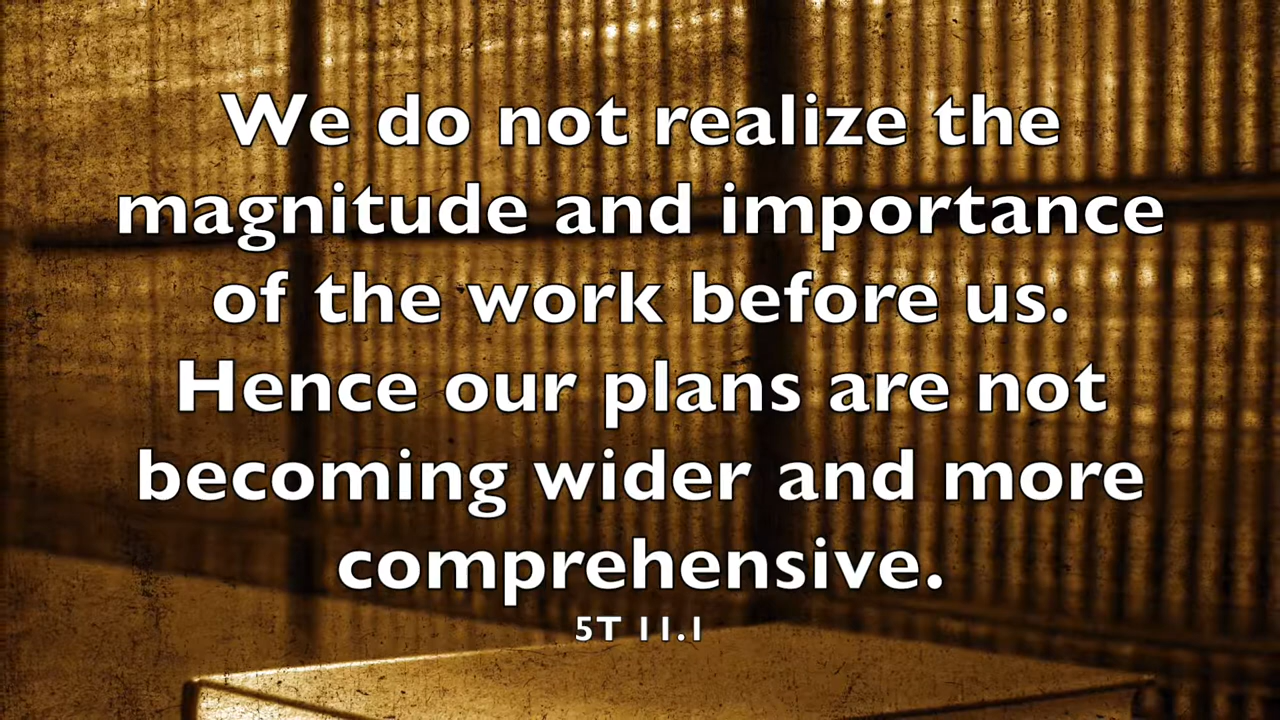 We do not realize the
magnitude and importance
of the work before us.
Hence our plans are not
becoming wider and more
comprehensive.
5T 11.1